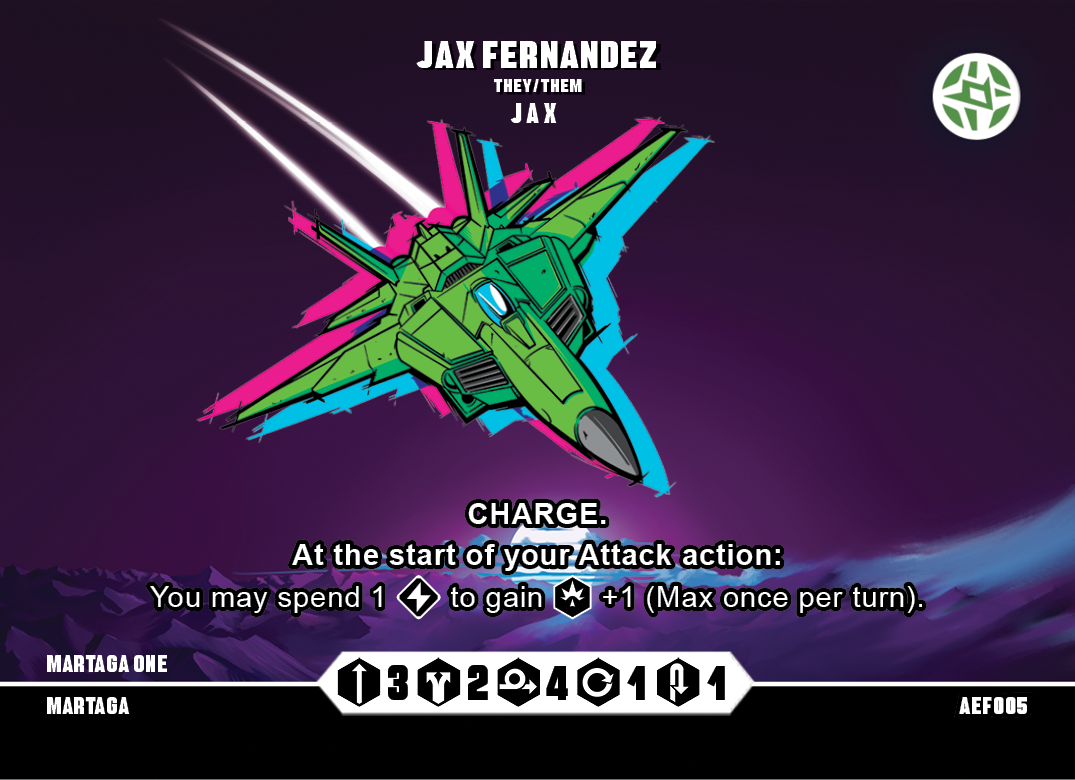 JAX FERNANDEZ
THEY/THEM
JAX
CHARGE.
At the start of your Attack action:
You may spend 1 to gain +1 (Max once per turn).
MARTAGA ONE
3 2 4 1 1
MARTAGA
AEF005